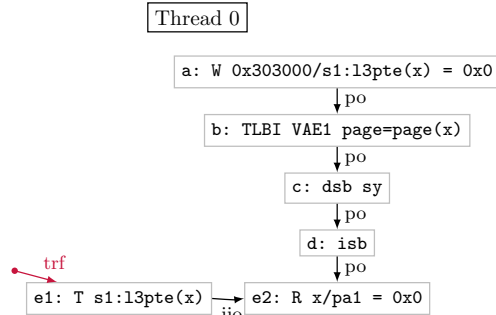 Thread 0
a: W 0x303000/s1:l3pte(x) = 0x0
po
b: TLBI VAE1 page=page(x)
po
c: dsb sy
po
d: isb
po
trf
e1: T s1:l3pte(x)
iio
e2: R x/pa1 = 0x0